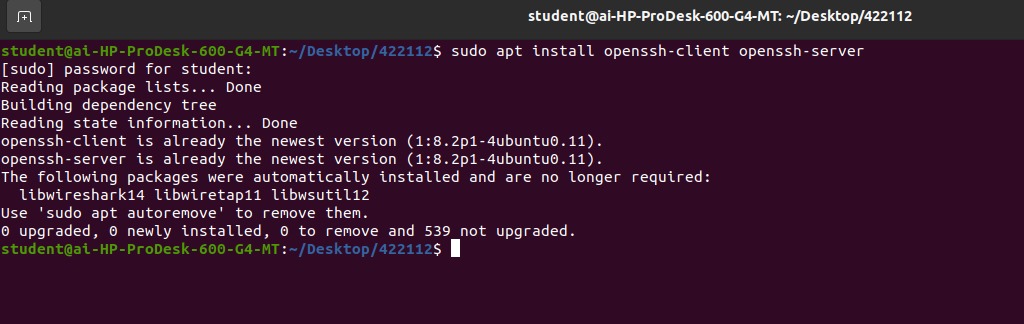 student@ai-HP-ProDesk-600-G4-MT: ~/Desktop/422112
student@ai-HP-ProDesk-600-G4-MT:~/Desktop/422112$ sudo apt install openssh-client openssh-server
[sudo] password for student:
Reading package lists... Done
Building dependency tree
Reading state information... Done
openssh-client is already the newest version (1:8.2p1-4ubuntu0.11).
openssh-server is already the newest version (1:8.2p1-4ubuntu0.11).
The following packages were automatically installed and are no longer required:
  libwireshark14 libwiretap11 libwsutil12
Use 'sudo apt autoremove' to remove them.
0 upgraded, 0 newly installed, 0 to remove and 539 not upgraded.
student@ai-HP-ProDesk-600-G4-MT:~/Desktop/422112$